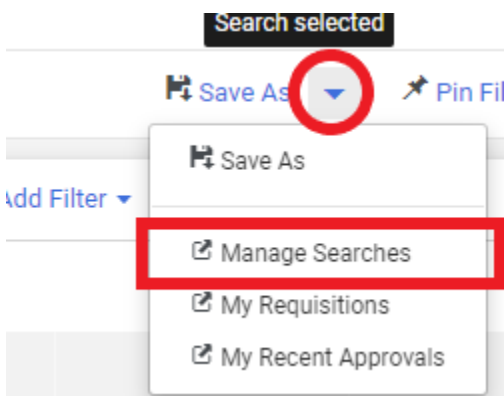 Search selected
Save As Pin Fil
Save As
Add Filter
Manage Searches
My Requisitions
My Recent Approvals